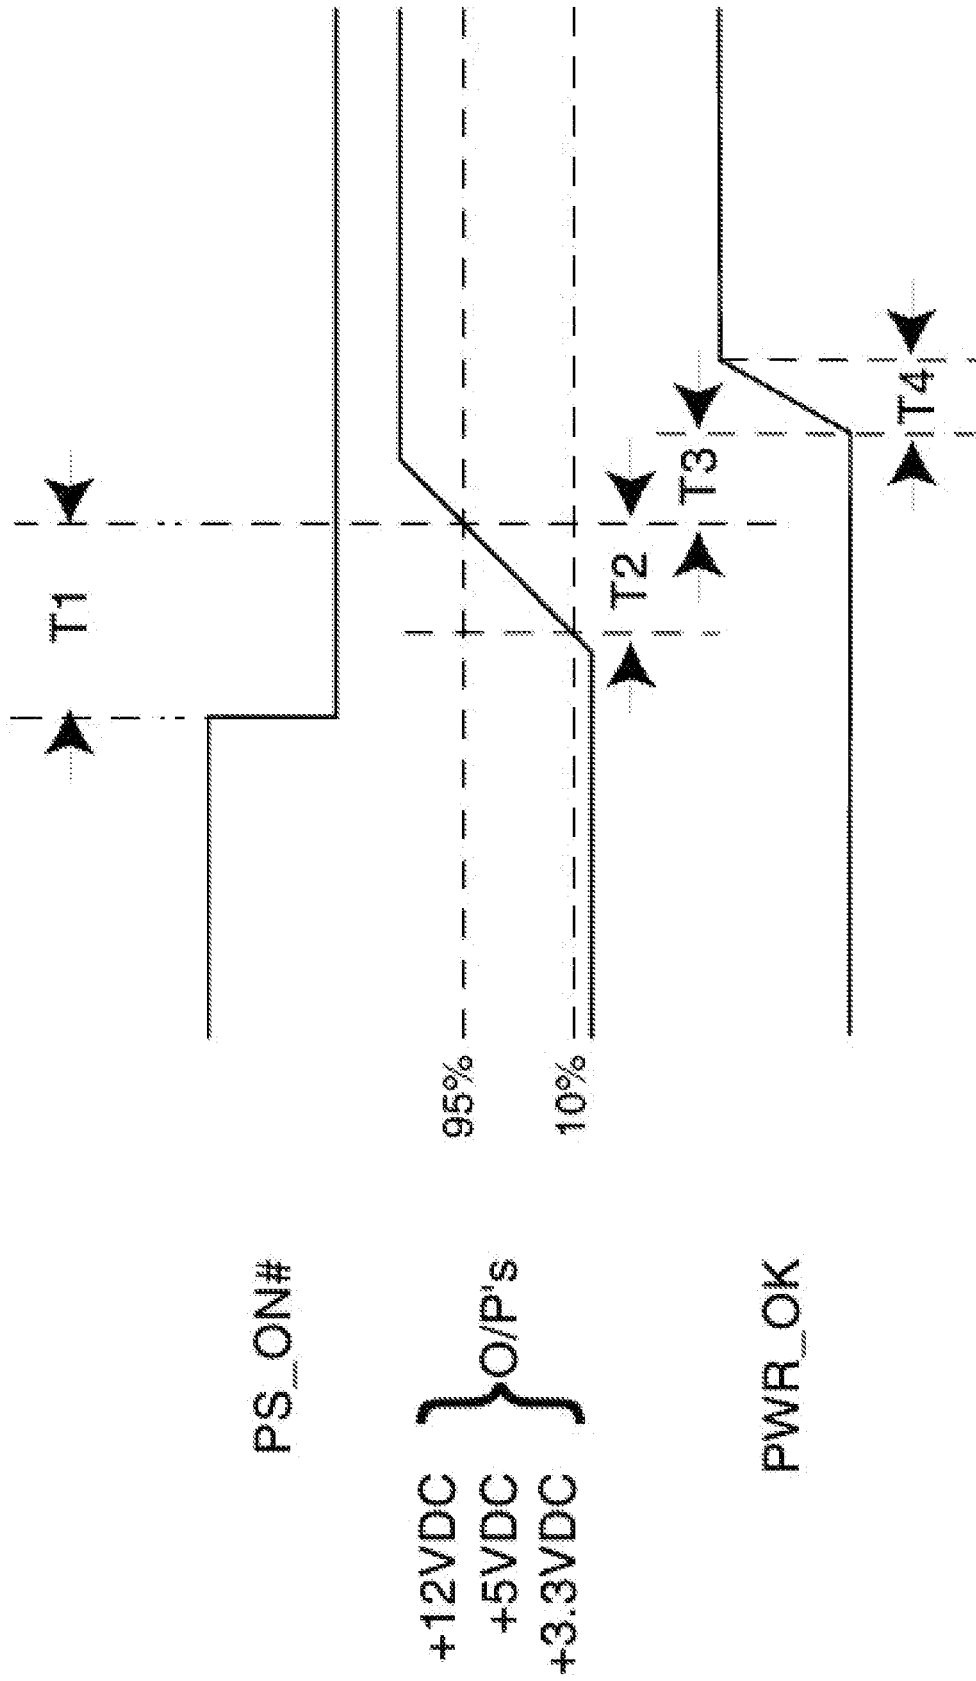 T1
PS_ON#
95%
+12VDC
+5VDC
+3.3VDC
O/P's
10%
T2
T3
PWR_OK
T4